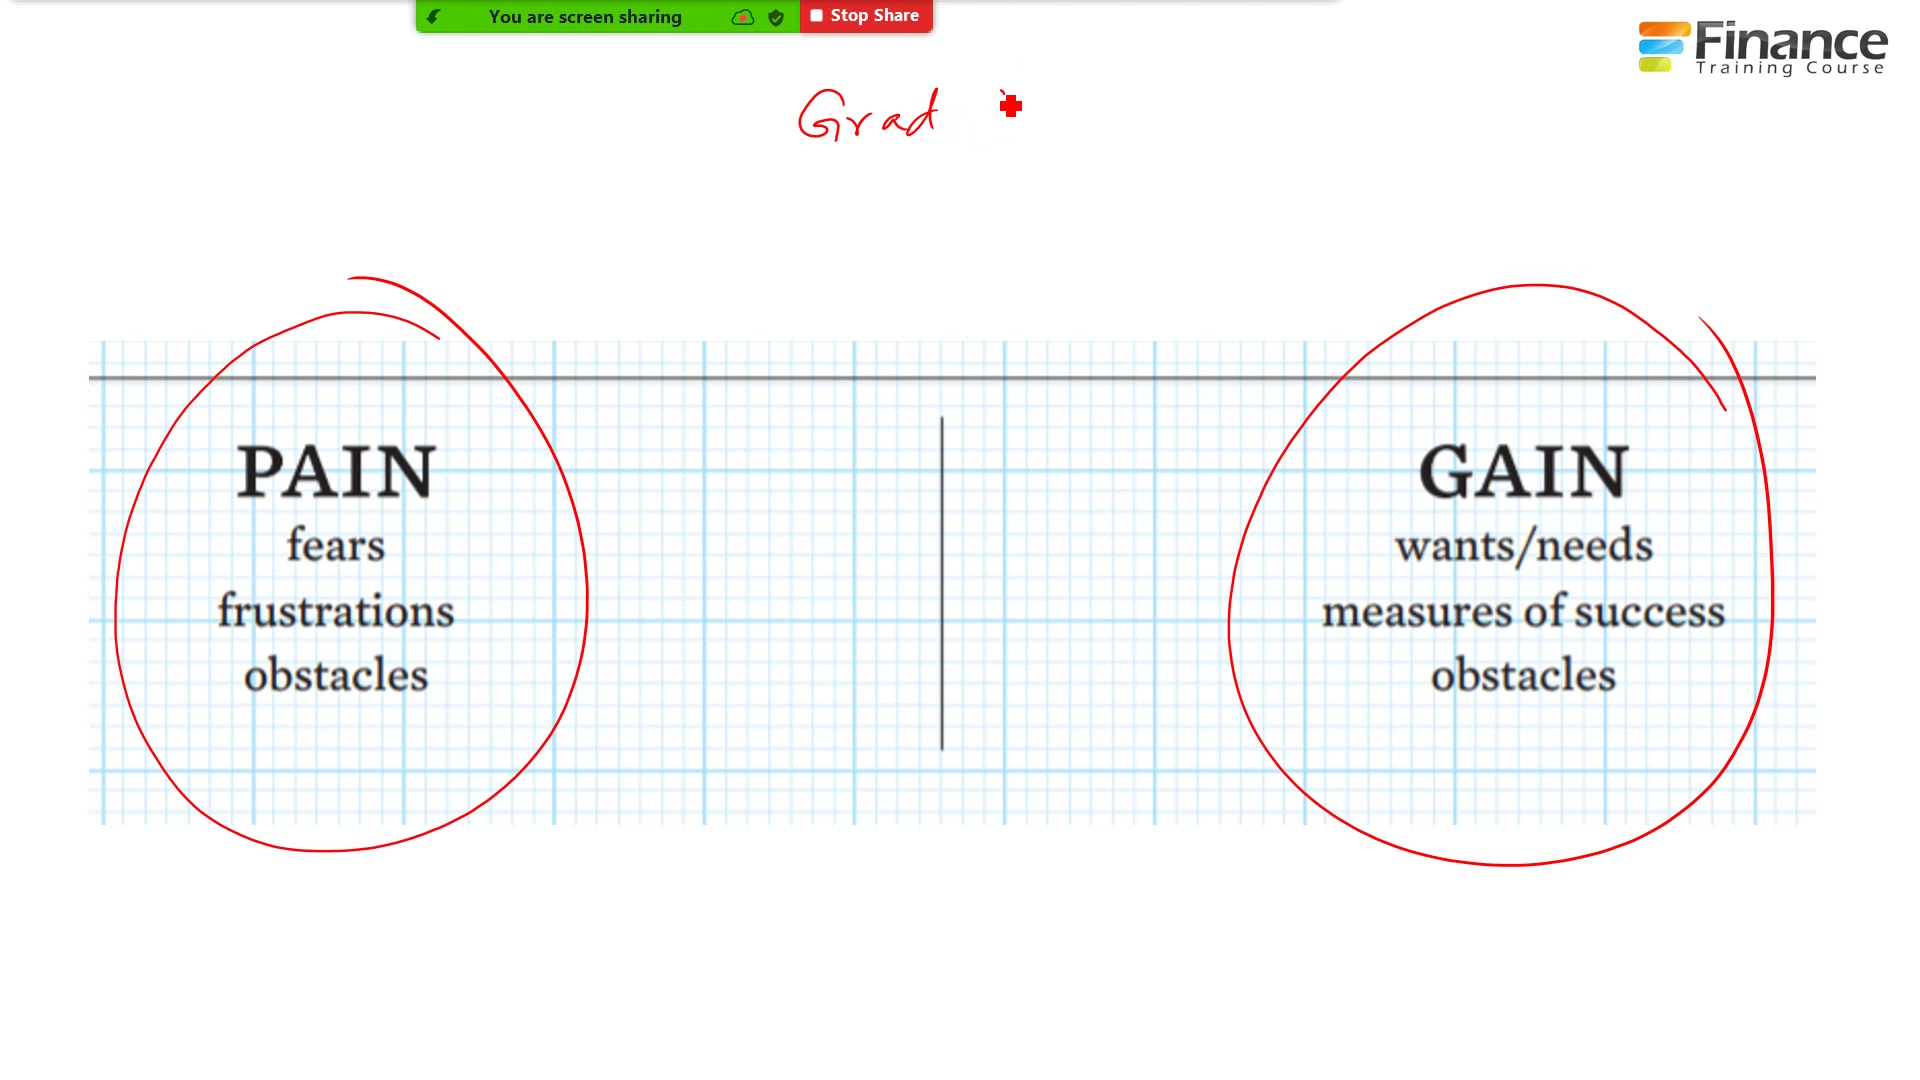 You are screen sharing
Stop Share
Finance
Training Course
Grad
PAIN
fears
frustrations
obstacles
GAIN
wants/needs
measures of success
obstacles